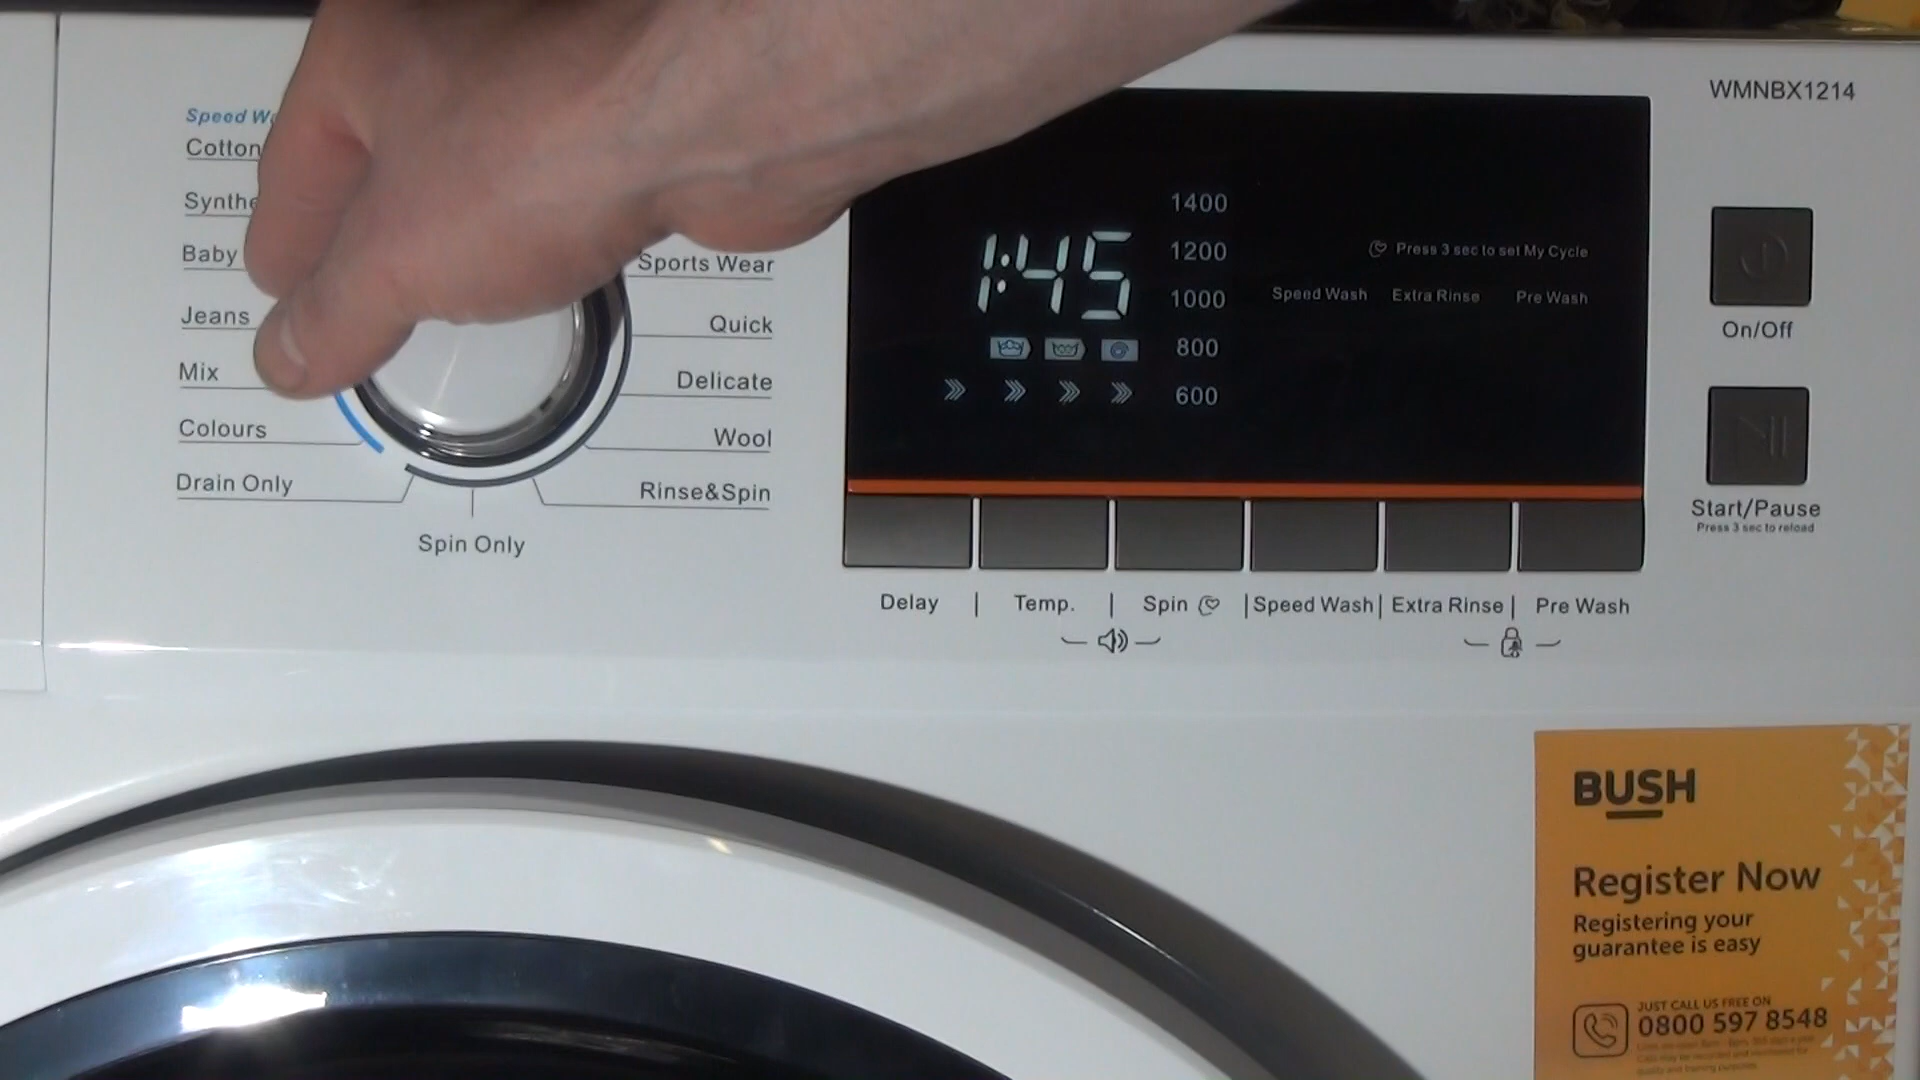 WMNBX1214
Speed
Cotton
Synthe
Baby
Jeans
Mix
Colours
Drain Only
Spin Only
Sports Wear
Quick
Delicate
Wool
Rinse&Spin
1:45
1400
1200
1000
800
600
Press 3 sec to set My Cycle
Speed Wash Extra Rinse Pre Wash
On/Off
Start/Pause
Press 3 sec to reload
Delay | Temp. | Spin | Speed Wash | Extra Rinse | Pre Wash
BUSH
Register Now
Registering your
guarantee is easy
JUST CALL US FREE ON
0800 597 8548